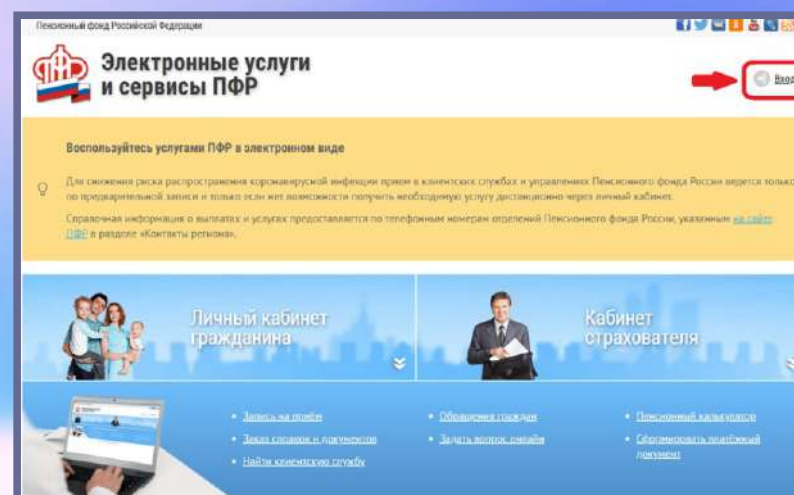 Пенсионный фонд Российской Федерации
Электронные услуги
и сервисы ПФР
Вход
Воспользуйтесь услугами ПФР в электронном виде
Для снижения риска распространения коронавирусной инфекции прием в клиентских службах и управлениях Пенсионного фонда России ведется только
по предварительной записи и только если нет возможности получить необходимую услугу дистанционно через личный кабинет.
Справочная информация о выплатах и услугах предоставляется по телефонным номерам отделений Пенсионного фонда России, указанным на сайте
ПФР в разделе «Контакты региона».
Личный кабинет
гражданина
Кабинет
страхователя
• Запись на приём
• Обращения граждан
• Пенсионный калькулятор
• Заказ справок и документов
• Задать вопрос онлайн
• Сформировать платёжный
документ
• Найти клиентскую службу